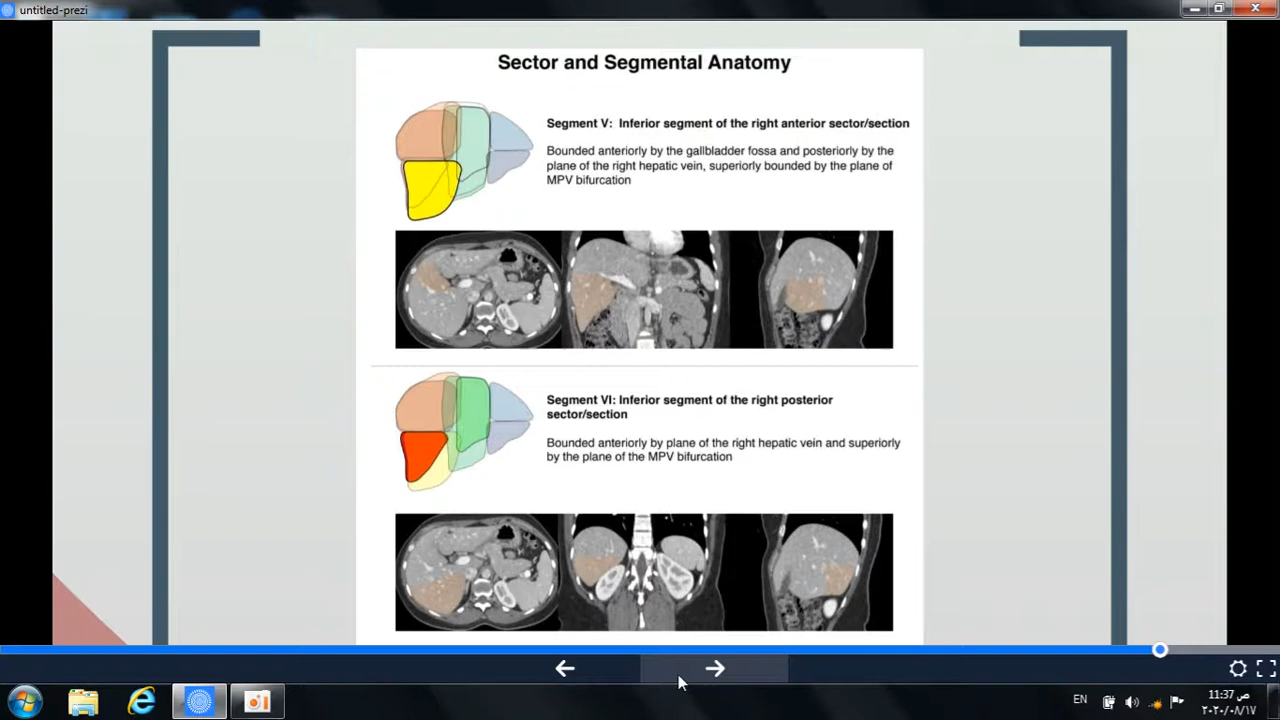 untitled-prezi
Sector and Segmental Anatomy
Segment V:  Inferior segment of the right anterior sector/section
Bounded anteriorly by the gallbladder fossa and posteriorly by the
plane of the right hepatic vein, superiorly bounded by the plane of
MPV bifurcation
Segment VI: Inferior segment of the right posterior
sector/section
Bounded anteriorly by plane of the right hepatic vein and superiorly
by the plane of the MPV bifurcation
EN
11:37 ص
٢٠٢٠/٠٨/١٧